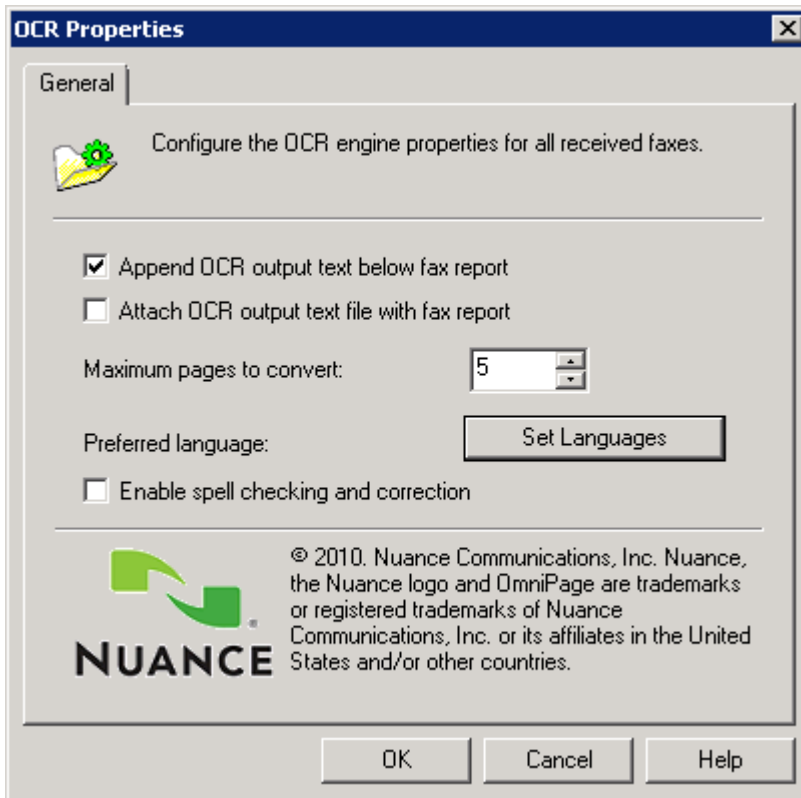 OCR Properties
General
Configure the OCR engine properties for all received faxes.
Append OCR output text below fax report
Attach OCR output text file with fax report
Maximum pages to convert:
5
Preferred language:
Set Languages
Enable spell checking and correction
© 2010. Nuance Communications, Inc. Nuance,
the Nuance logo and OmniPage are trademarks
or registered trademarks of Nuance
Communications, Inc. or its affiliates in the United
States and/or other countries.
NUANCE
OK
Cancel
Help